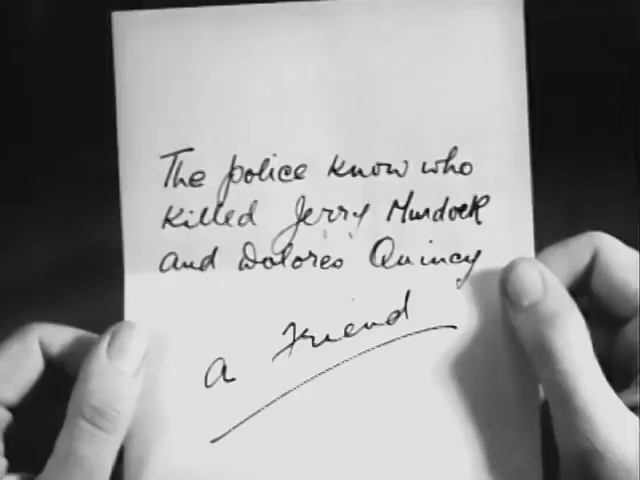 The police know who
killed Jerry Murdock
and Dolores Quincy
a Friend